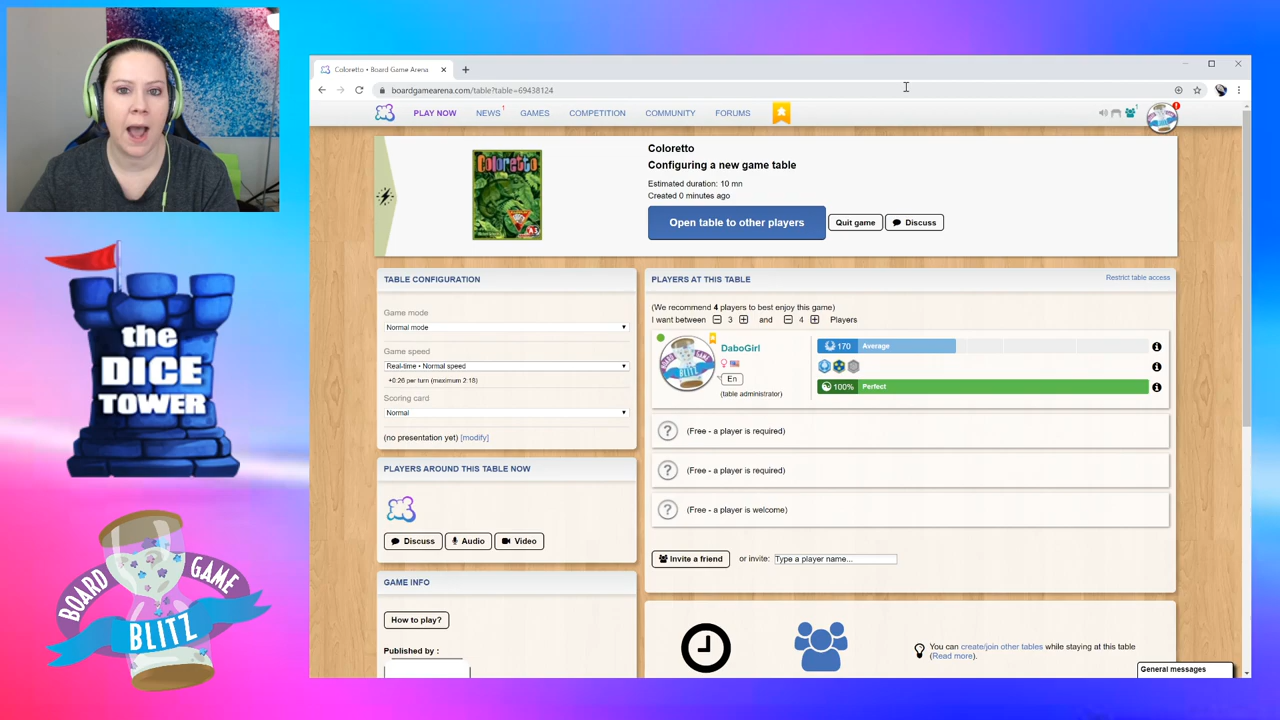 Coloretto • Board Game Arena
boardgamearena.com/table?table=69438124
PLAY NOW NEWS 1 GAMES COMPETITION COMMUNITY FORUMS
Coloretto
Coloretto
Configuring a new game table
Estimated duration: 10 mn
Created 0 minutes ago
Open table to other players Quit game Discuss
TABLE CONFIGURATION
Game mode
Normal mode
Game speed
Real-time • Normal speed
+0:26 per turn (maximum 2:18)
Scoring card
Normal
(no presentation yet) [modify]
PLAYERS AROUND THIS TABLE NOW
Discuss Audio Video
GAME INFO
How to play?
Published by :
PLAYERS AT THIS TABLE Restrict table access
(We recommend 4 players to best enjoy this game)
I want between 3 and 4 Players
DaboGirl
En
(table administrator)
170 Average
100% Perfect
(Free - a player is required)
(Free - a player is required)
(Free - a player is welcome)
Invite a friend or invite: Type a player name...
You can create/join other tables while staying at this table
(Read more).
General messages
the
DICE
TOWER
BOARD GAME
BLITZ
BOARD GAME
BLITZ